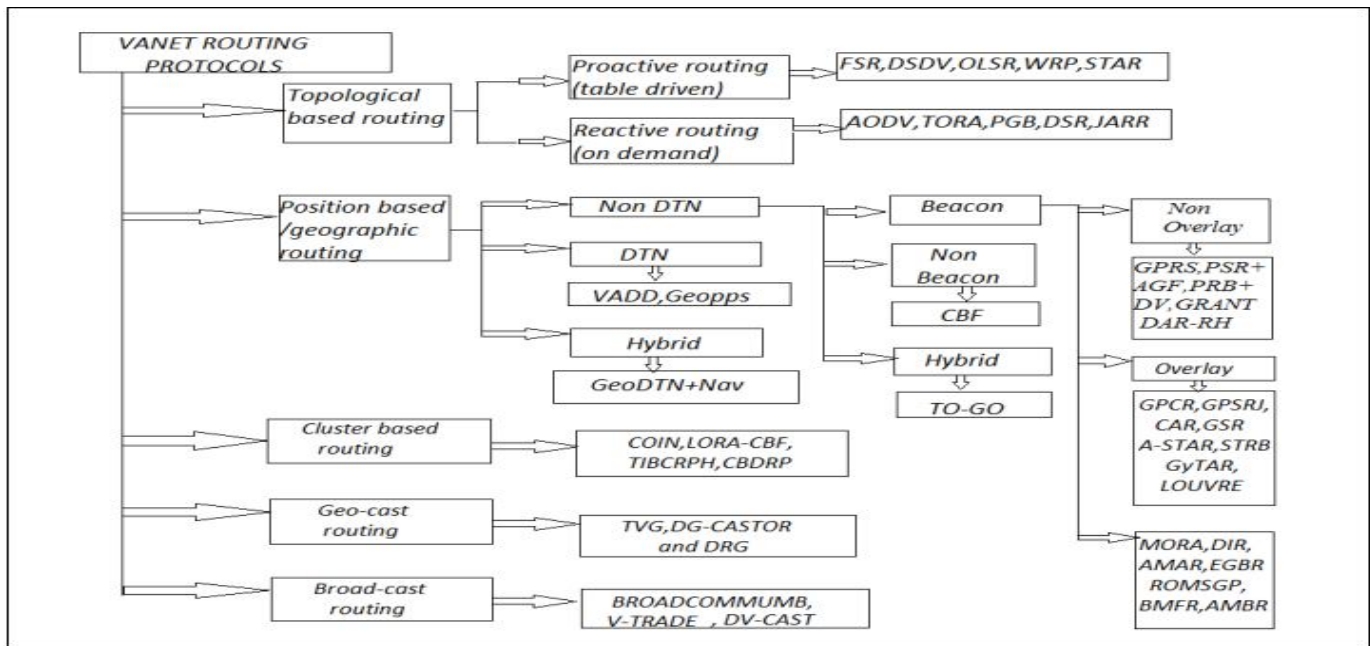 VANET ROUTING
PROTOCOLS
Topological
based routing
Proactive routing
(table driven)
FSR,DSDV,OLSR,WRP,STAR
Reactive routing
(on demand)
AODV,TORA,PGB,DSR,JARR
Position based
/geographic
routing
Non DTN
DTN
VADD,Geopps
Hybrid
GeoDTN+Nav
Beacon
Non
Beacon
CBF
Hybrid
TO-GO
Non
Overlay
GPRS,PSR+
AGF,PRB+
DV,GRANT
DAR-RH
Overlay
GPCR,GPSRJ,
CAR,GSR
A-STAR,STRB
GyTAR,
LOUVRE
MORA,DIR,
AMAR,EGBR
ROMSGP,
BMFR,AMBR
Cluster based
routing
COIN,LORA-CBF,
TIBCRPH,CBDRP
Geo-cast
routing
TVG,DG-CASTOR
and DRG
Broad-cast
routing
BROADCOMMUMB,
V-TRADE , DV-CAST